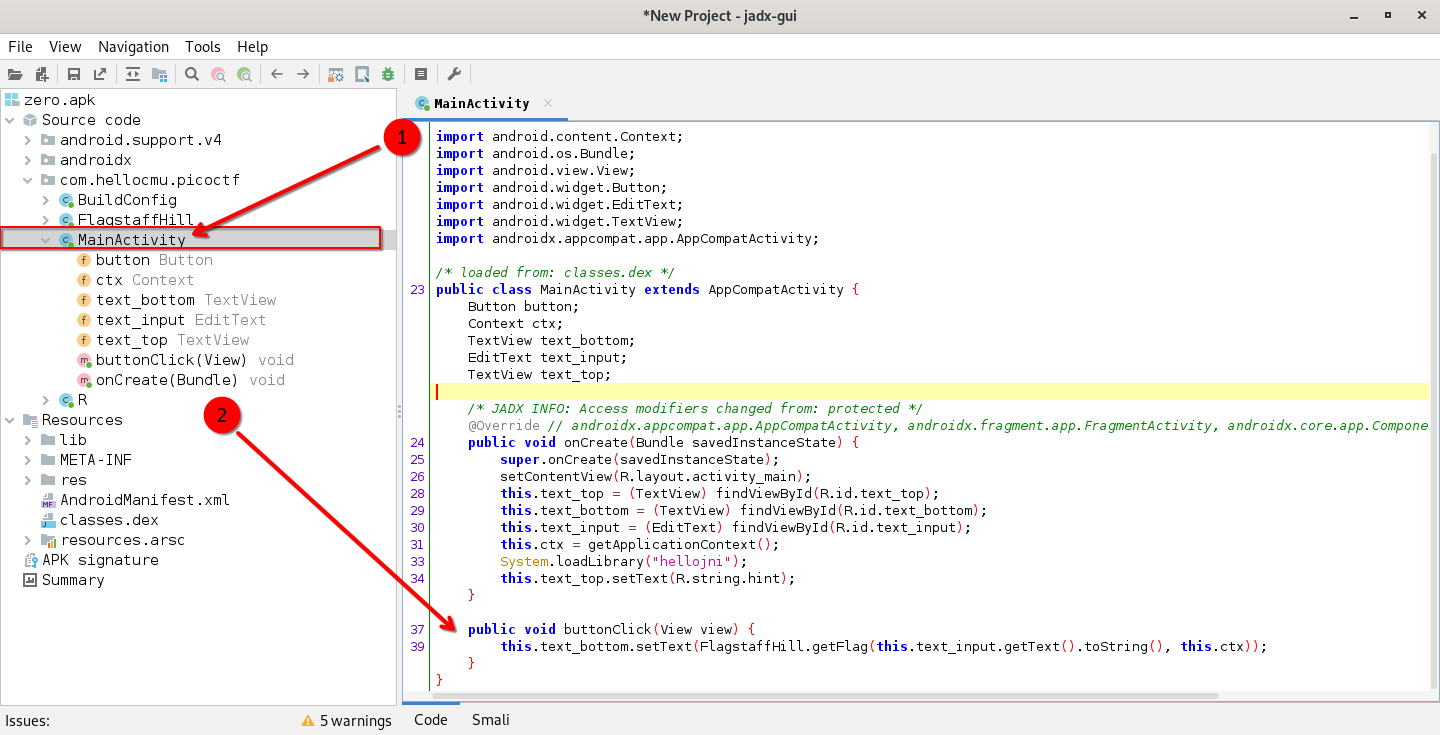 *New Project - jadx-gui
File View Navigation Tools Help
zero.apk
Source code
android.support.v4
androidx
com.hellocmu.picoctf
BuildConfig
FlagstaffHill
MainActivity
button Button
ctx Context
text_bottom TextView
text_input EditText
text_top TextView
buttonClick(View) void
onCreate(Bundle) void
R
Resources
lib
META-INF
res
AndroidManifest.xml
classes.dex
resources.arsc
APK signature
Summary
1
2
MainActivity
import android.content.Context;
import android.os.Bundle;
import android.view.View;
import android.widget.Button;
import android.widget.EditText;
import android.widget.TextView;
import androidx.appcompat.app.AppCompatActivity;
/* loaded from: classes.dex */
23 public class MainActivity extends AppCompatActivity {
Button button;
Context ctx;
TextView text_bottom;
EditText text_input;
TextView text_top;
/* JADX INFO: Access modifiers changed from: protected */
@Override // androidx.appcompat.app.AppCompatActivity, androidx.fragment.app.FragmentActivity, androidx.core.app.Compone
24 public void onCreate(Bundle savedInstanceState) {
25 super.onCreate(savedInstanceState);
26 setContentView(R.layout.activity_main);
28 this.text_top = (TextView) findViewById(R.id.text_top);
29 this.text_bottom = (TextView) findViewById(R.id.text_bottom);
30 this.text_input = (EditText) findViewById(R.id.text_input);
31 this.ctx = getApplicationContext();
33 System.loadLibrary("hellojni");
34 this.text_top.setText(R.string.hint);
}
37 public void buttonClick(View view) {
39 this.text_bottom.setText(FlagstaffHill.getFlag(this.text_input.getText().toString(), this.ctx));
}
}
Issues: 5 warnings
Code Smali